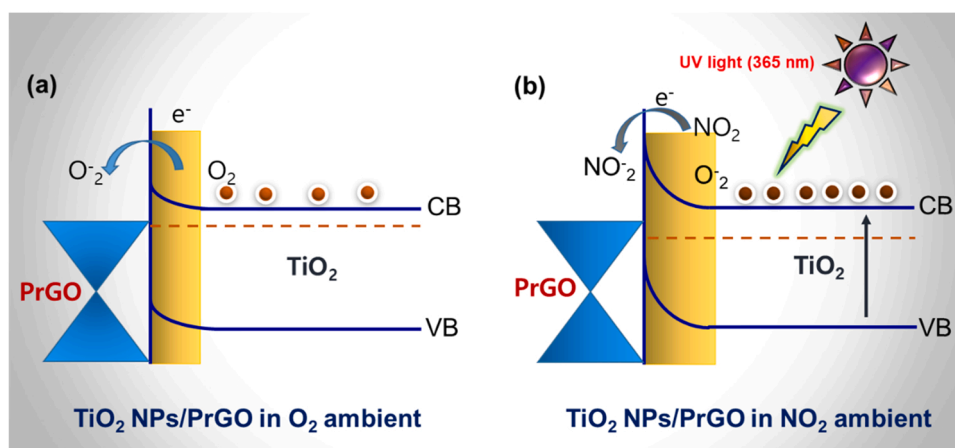 (a)
e⁻
O⁻₂
O₂
CB
TiO₂
PrGO
VB
TiO₂ NPs/PrGO in O₂ ambient
UV light (365 nm)
(b)
e⁻
NO₂
NO⁻₂
O⁻₂
CB
TiO₂
PrGO
VB
TiO₂ NPs/PrGO in NO₂ ambient